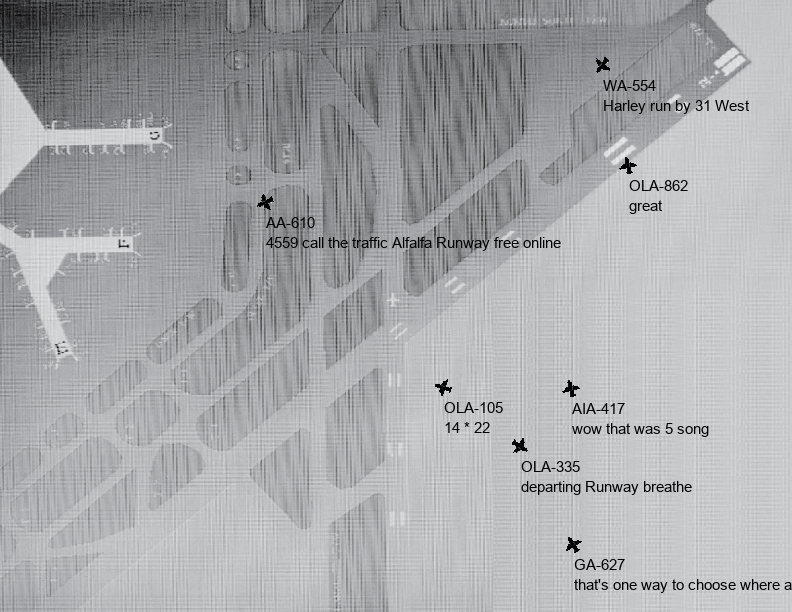 WA-554
Harley run by 31 West
OLA-862
great
AA-610
4559 call the traffic Alfalfa Runway free online
OLA-105
14 * 22
AIA-417
wow that was 5 song
OLA-335
departing Runway breathe
GA-627
that's one way to choose where a